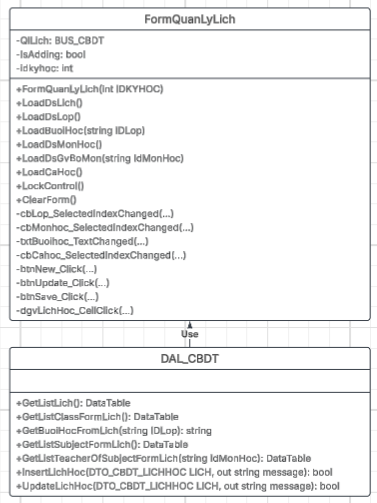 FormQuanLyLich
-QlLich: BUS_CBDT
-IsAdding: bool
-idkyhoc: int
+FormQuanLyLich(int IDKYHOC)
+LoadDsLich()
+LoadDsLop()
+LoadBuoiHoc(string IDLop)
+LoadDsMonHoc()
+LoadDsGvBoMon(string IdMonHoc)
+LoadCaHoc()
+LockControl()
+ClearForm()
-cbLop_SelectedIndexChanged(...)
-cbMonhoc_SelectedIndexChanged(...)
-txtBuoihoc_TextChanged(...)
-cbCahoc_SelectedIndexChanged(...)
-btnNew_Click(...)
-btnUpdate_Click(...)
-btnSave_Click(...)
-dgvLichHoc_CellClick(...)
Use
DAL_CBDT
+GetListLich(): DataTable
+GetListClassFormLich(): DataTable
+GetBuoiHocFromLich(string IDLop): string
+GetListSubjectFormLich(): DataTable
+GetListTeacherOfSubjectFormLich(string IdMonHoc): DataTable
+InsertLichHoc(DTO_CBDT_LICHHOC LICH, out string message): bool
+UpdateLichHoc(DTO_CBDT_LICHHOC LICH, out string message): bool